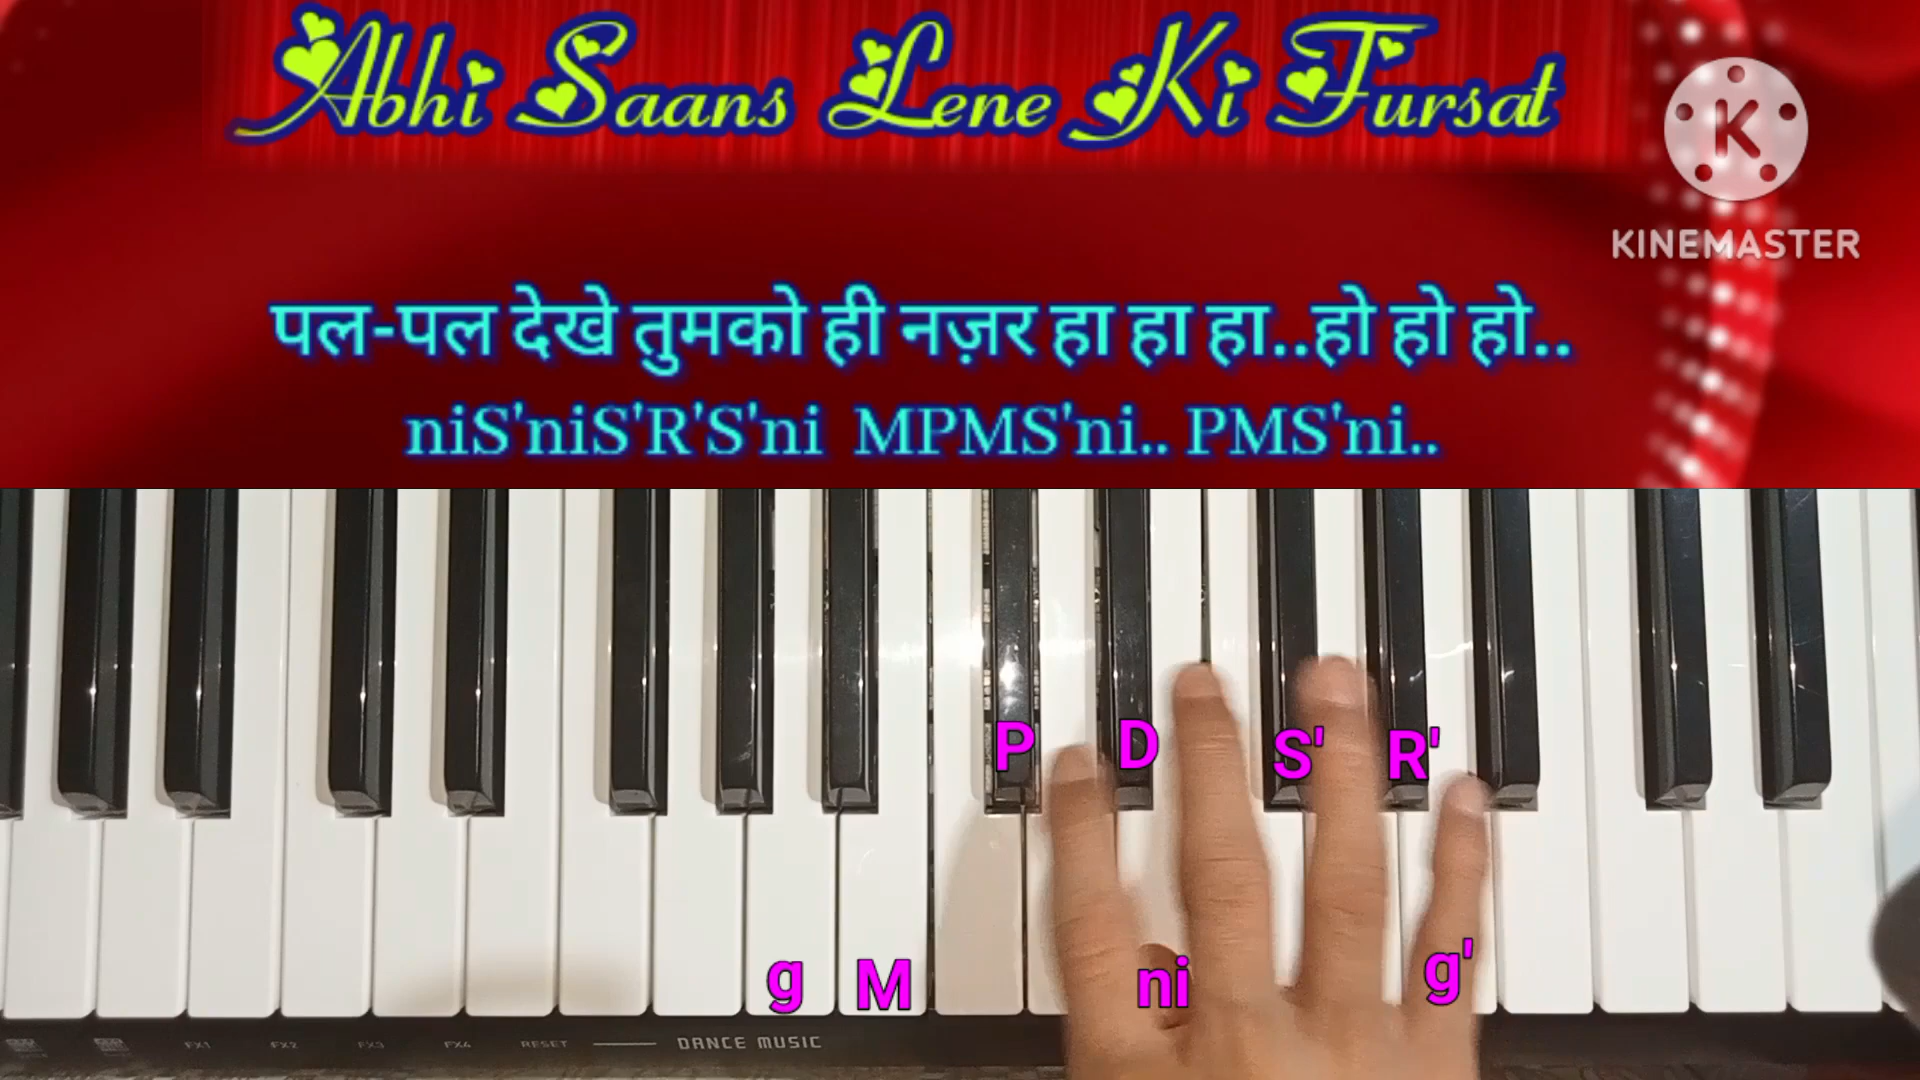 Abhi Saans Lene Ki Fursat
K
KINEMASTER
पल-पल देखे तुमको ही नज़र हा हा हा..हो हो हो..
niS'niS'R'S'ni MPMS'ni.. PMS'ni..
P D S' R'
g M ni g'
FX1 FX2 FX3 FX4 RESET DANCE MUSIC